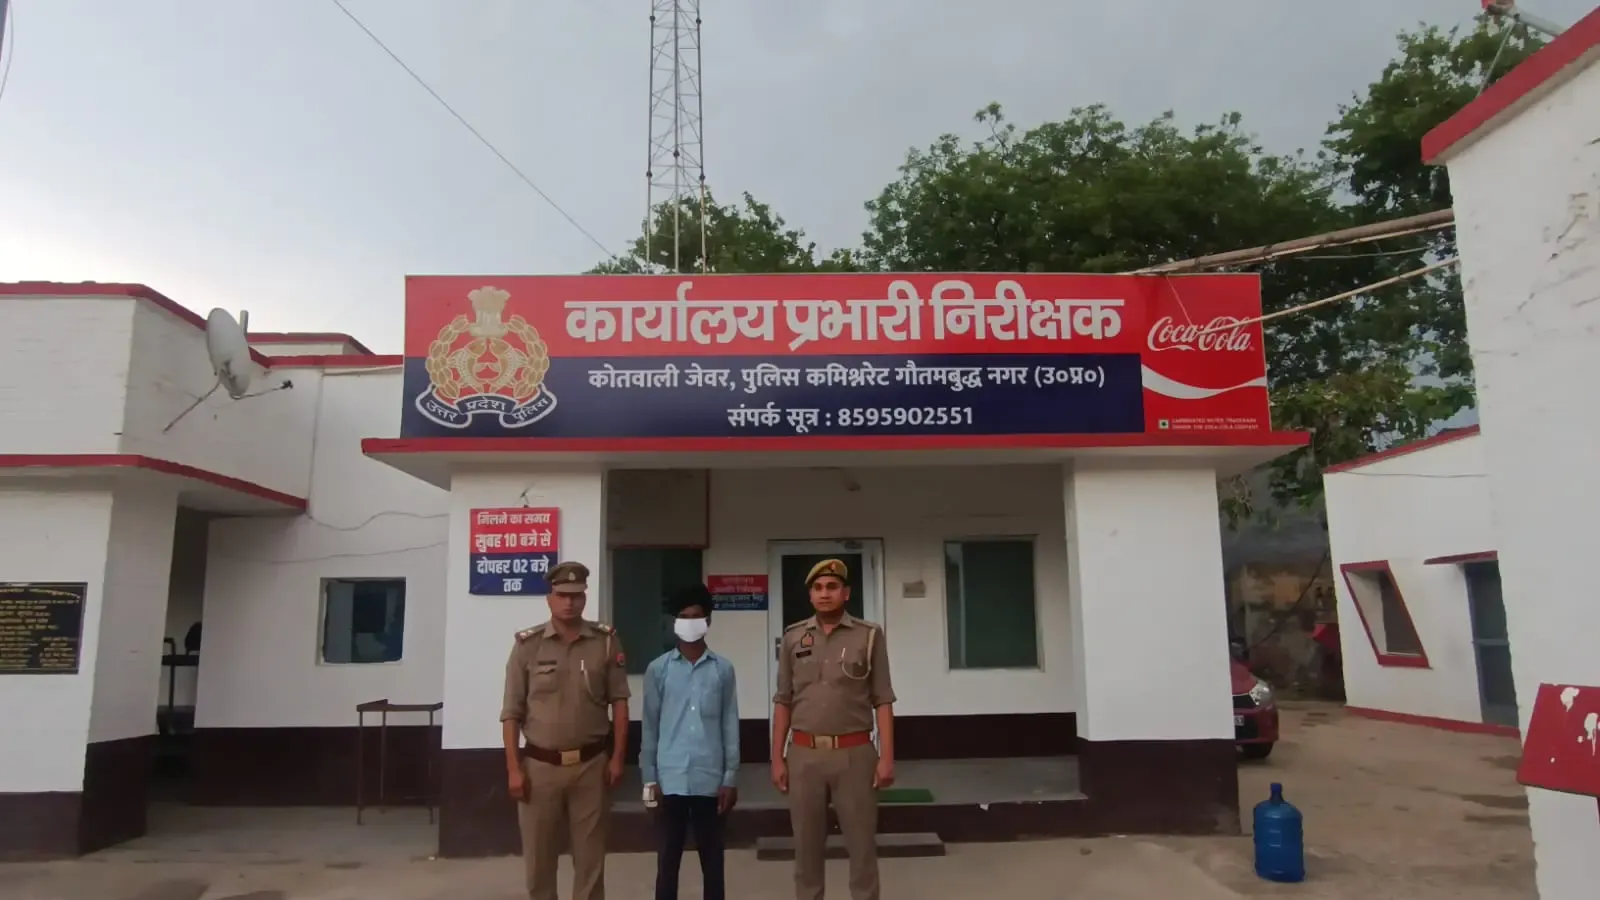 कार्यालय प्रभारी निरीक्षक
कोतवाली जेवर, पुलिस कमिश्नरेट गौतमबुद्ध नगर (उ०प्र०)
संपर्क सूत्र : 8595902551
उत्तर प्रदेश पुलिस
Coca-Cola
मिलने का समय
सुबह 10 बजे से
दोपहर 02 बजे
तक